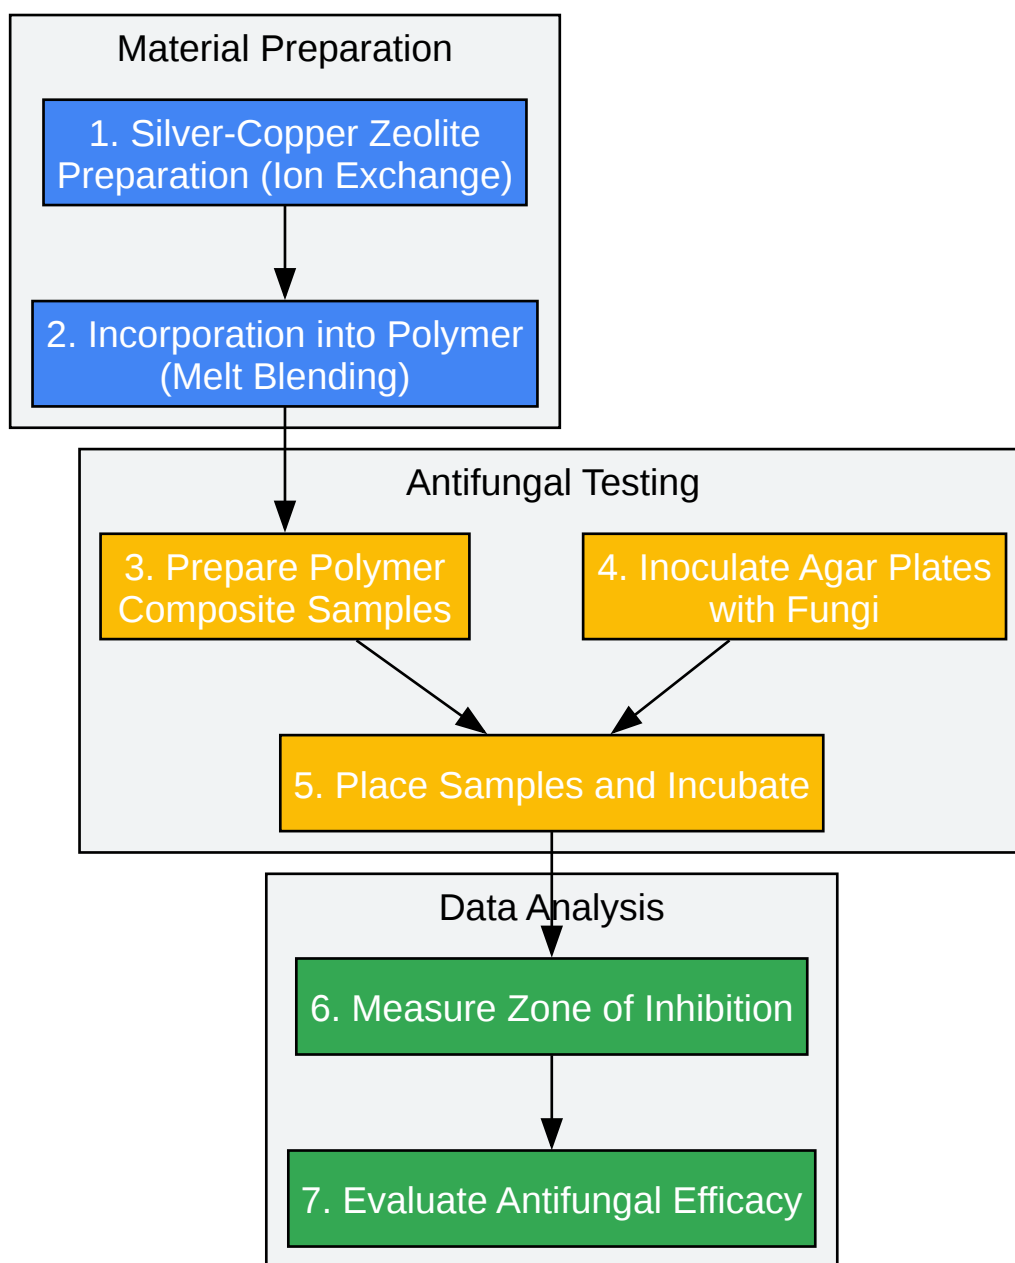 Material Preparation
1. Silver-Copper Zeolite
Preparation (Ion Exchange)
2. Incorporation into Polymer
(Melt Blending)
Antifungal Testing
3. Prepare Polymer
Composite Samples
4. Inoculate Agar Plates
with Fungi
5. Place Samples and Incubate
Data Analysis
6. Measure Zone of Inhibition
7. Evaluate Antifungal Efficacy